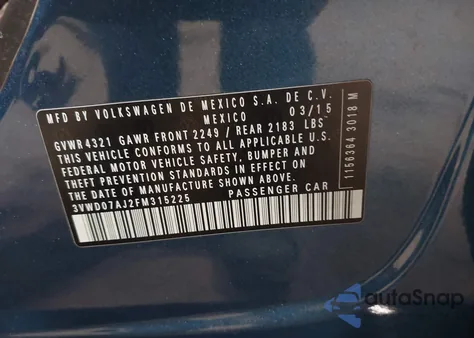 MFD BY VOLKSWAGEN DE MEXICO S.A. DE C.V.
MEXICO 03/15
GVWR4321 GAWR FRONT 2249 / REAR 2183 LBS
THIS VEHICLE CONFORMS TO ALL APPLICABLE U.S.
FEDERAL MOTOR VEHICLE SAFETY, BUMPER AND
THEFT PREVENTION STANDARDS IN EFFECT ON
THE DATE OF MANUFACTURE SHOWN ABOVE.
3VWD07AJ2FM315225 PASSENGER CAR
1156364 3018 M
autoSnap